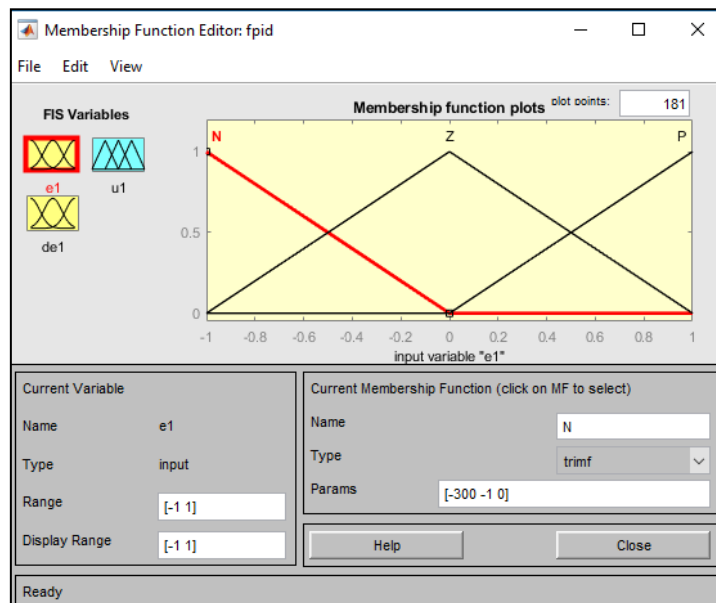 Membership Function Editor: fpid
File Edit View
FIS Variables
e1 u1
de1
Membership function plots plot points: 181
N Z P
1
0.5
0
-1 -0.8 -0.6 -0.4 -0.2 0 0.2 0.4 0.6 0.8 1
input variable "e1"
Current Variable
Name e1
Type input
Range [-1 1]
Display Range [-1 1]
Current Membership Function (click on MF to select)
Name N
Type trimf
Params [-300 -1 0]
Help Close
Ready